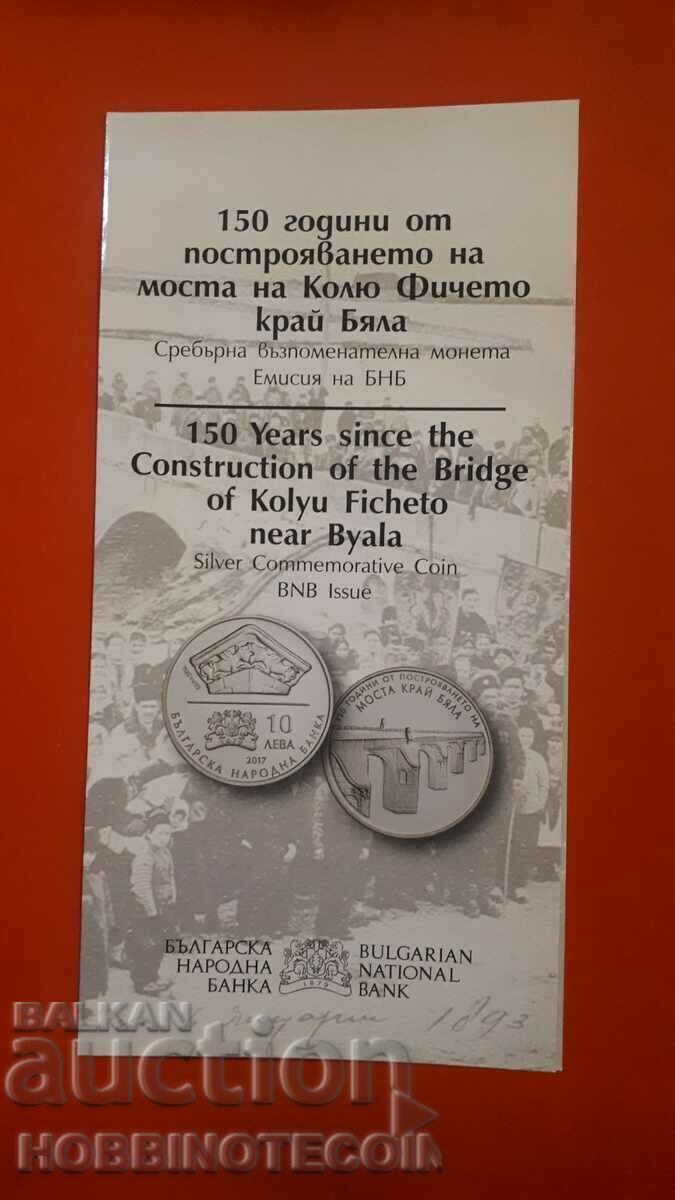 150 години от
построяването на
моста на Колю Фичето
край Бяла
Сребърна възпоменателна монета
Емисия на БНБ
150 Years since the
Construction of the Bridge
of Kolyu Ficheto
near Byala
Silver Commemorative Coin
BNB Issue
10
ЛЕВА
2017
БЪЛГАРСКА НАРОДНА БАНКА
150 ГОДИНИ ОТ ПОСТРОЯВАНЕТО НА
МОСТА КРАЙ БЯЛА
БЪЛГАРСКА
НАРОДНА
БАНКА
1879
BULGARIAN
NATIONAL
BANK
1893
BALKAN
auction
HOBBINOTECOIN